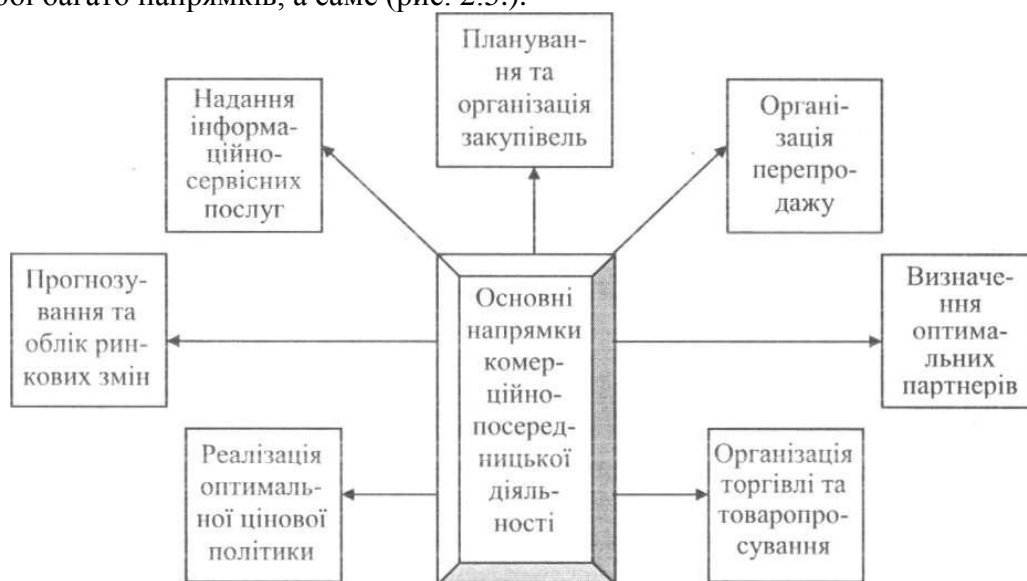 багато напрямків, а саме (рис. 2.3.).
Плануван-
ня та
організація
закупівель
Надання
інформа-
ційно-
сервісних
послуг
Органі-
зація
перепро-
дажу
Прогнозу-
вання та
облік рин-
кових змін
Основні
напрямки
комер-
ційно-
посеред-
ницької
діяль-
ності
Визначе-
ння
оптима-
льних
партнерів
Реалізація
оптималь-
ної цінової
політики
Організація
торгівлі та
товаропро-
сування